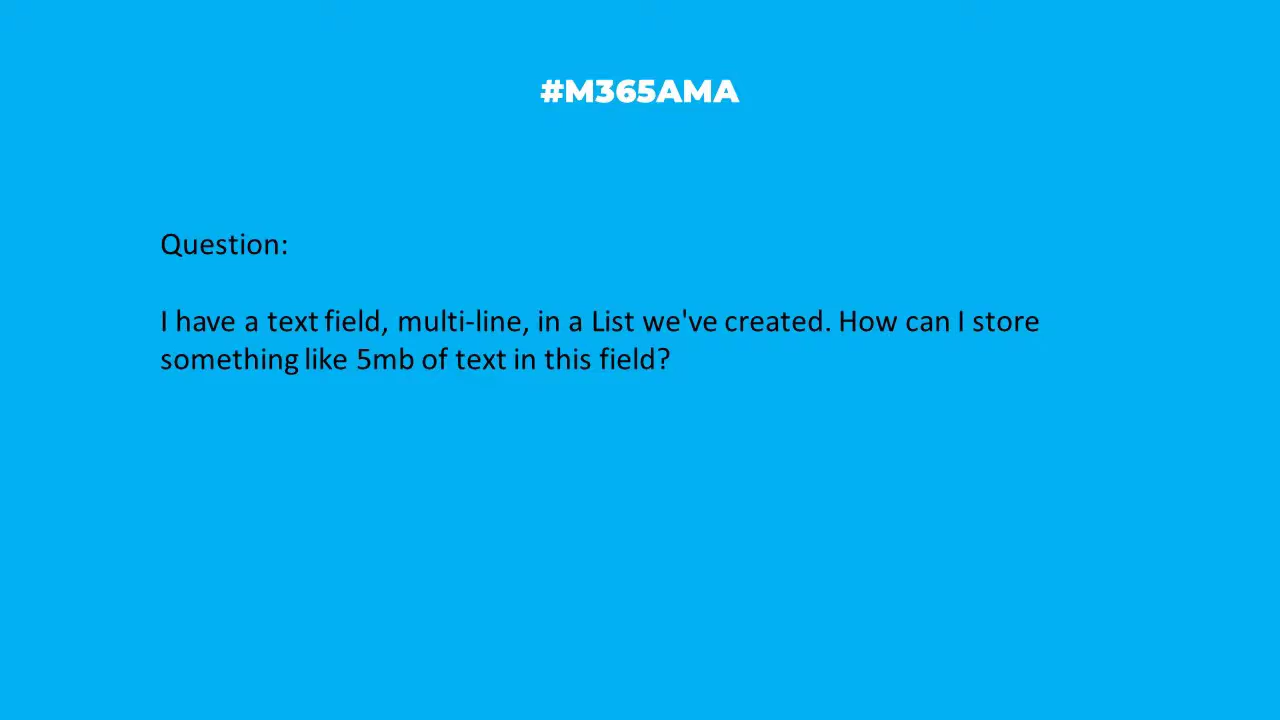 #M365AMA
Question:
I have a text field, multi-line, in a List we've created. How can I store
something like 5mb of text in this field?